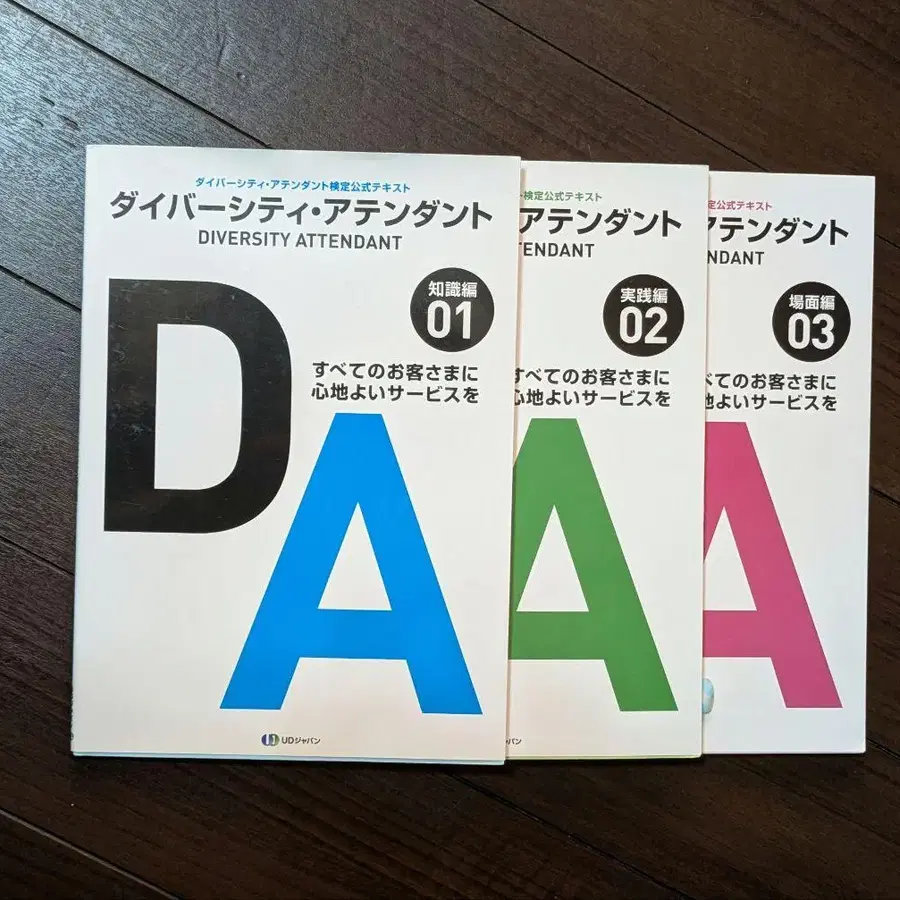 ダイバーシティ・アテンダント検定公式テキスト
ダイバーシティ・アテンダント
DIVERSITY ATTENDANT
知識編
01
すべてのお客さまに
心地よいサービスを
DA
UDジャパン
ト検定公式テキスト
アテンダント
TENDANT
実践編
02
すべてのお客さまに
心地よいサービスを
A
パン
定公式テキスト
アテンダント
NDANT
場面編
03
べてのお客さまに
地よいサービスを
A